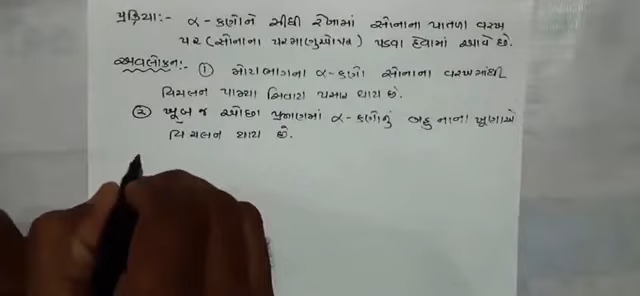 પ્રક્રિયા:- α-કણોને સીધી રેખામાં સોનાના પાતળા વરખ
પર (સોનાના પરમાણુઓપર) પડવા દેવામાં આવે છે.
અવલોકન:- ① મોટાભાગના α-કણો સોનાના વરખમાંથી
વિચલન પામ્યા સિવાય પસાર થાય છે.
② ખૂબ જ ઓછા પ્રમાણમાં α-કણોનું બહુ નાના ખૂણાએ
વિચલન થાય છે.